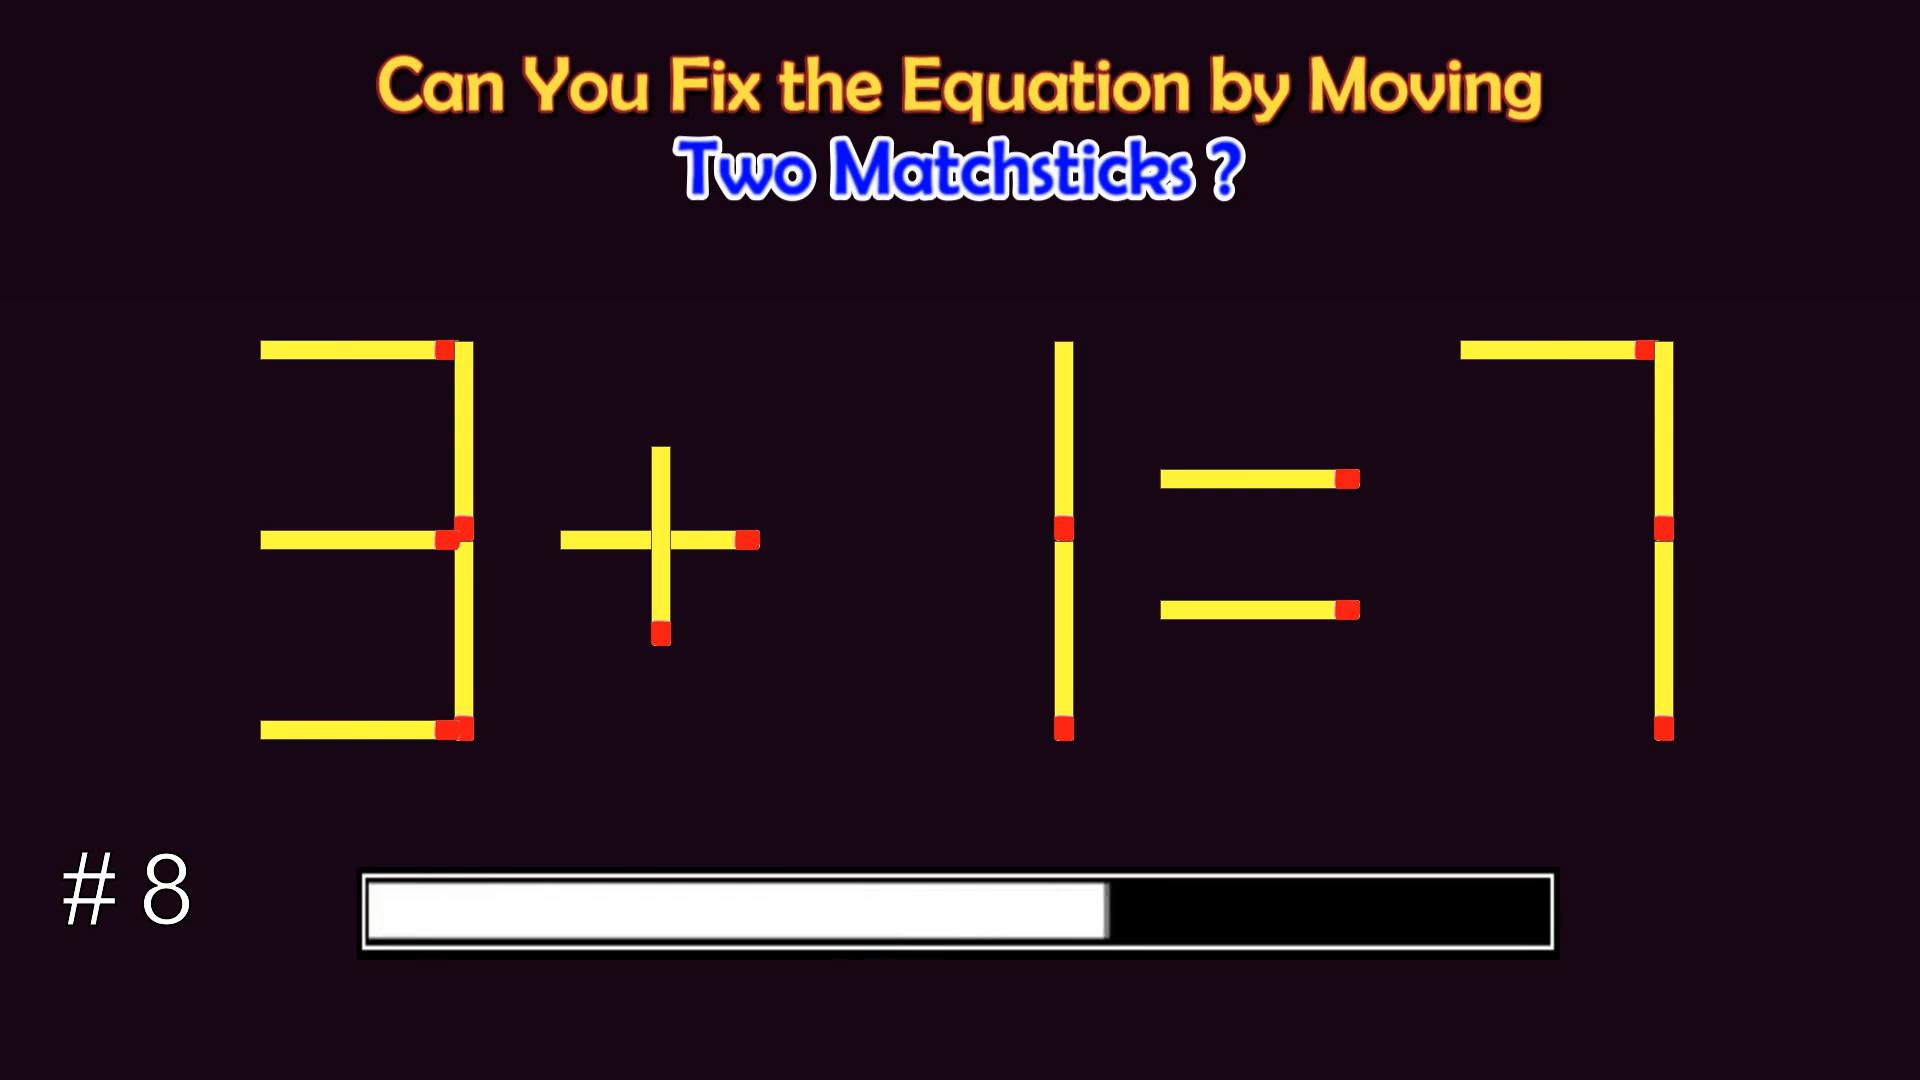 Can You Fix the Equation by Moving
Two Matchsticks ?
3 + 1 = 7
# 8